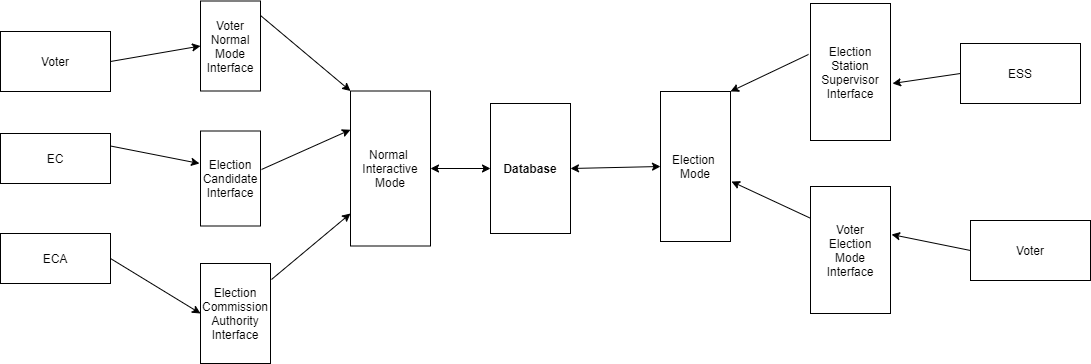 Voter
Voter
Normal
Mode
Interface
EC
Election
Candidate
Interface
ECA
Election
Commission
Authority
Interface
Normal
Interactive
Mode
Database
Election
Mode
Election
Station
Supervisor
Interface
ESS
Voter
Election
Mode
Interface
Voter